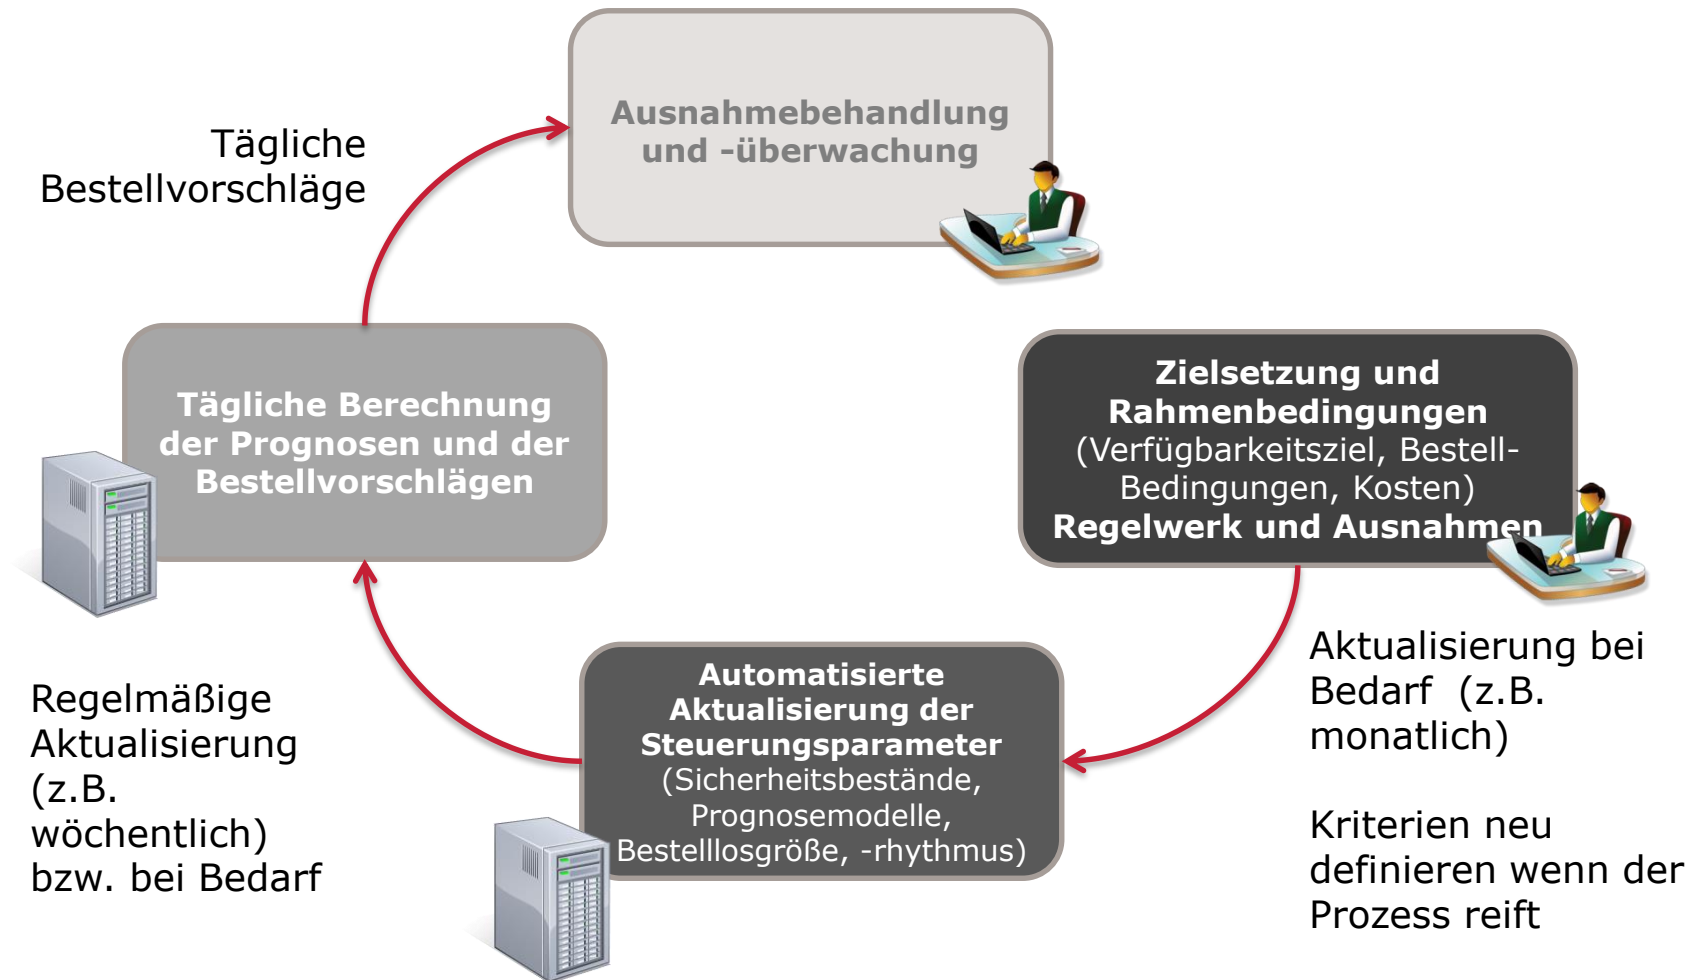 Ausnahmebehandlung
und -überwachung
Tägliche
Bestellvorschläge
Tägliche Berechnung
der Prognosen und der
Bestellvorschlägen
Zielsetzung und
Rahmenbedingungen
(Verfügbarkeitsziel, Bestell-
Bedingungen, Kosten)
Regelwerk und Ausnahmen
Automatisierte
Aktualisierung der
Steuerungsparameter
(Sicherheitsbestände,
Prognosemodelle,
Bestelllosgröße, -rhythmus)
Regelmäßige
Aktualisierung
(z.B.
wöchentlich)
bzw. bei Bedarf
Aktualisierung bei
Bedarf  (z.B.
monatlich)
Kriterien neu
definieren wenn der
Prozess reift